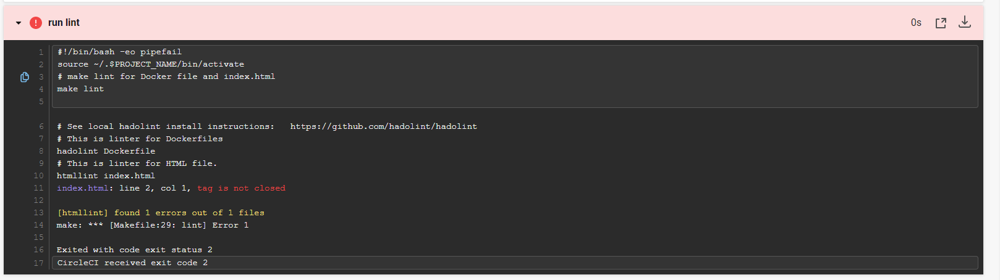 run lint
0s
1 #!/bin/bash -eo pipefail
2 source ~/.$PROJECT_NAME/bin/activate
3 # make lint for Docker file and index.html
4 make lint
5
6 # See local hadolint install instructions:   https://github.com/hadolint/hadolint
7 # This is linter for Dockerfiles
8 hadolint Dockerfile
9 # This is linter for HTML file.
10 htmllint index.html
11 index.html: line 2, col 1, tag is not closed
12
13 [htmllint] found 1 errors out of 1 files
14 make: *** [Makefile:29: lint] Error 1
15
16 Exited with code exit status 2
17 CircleCI received exit code 2